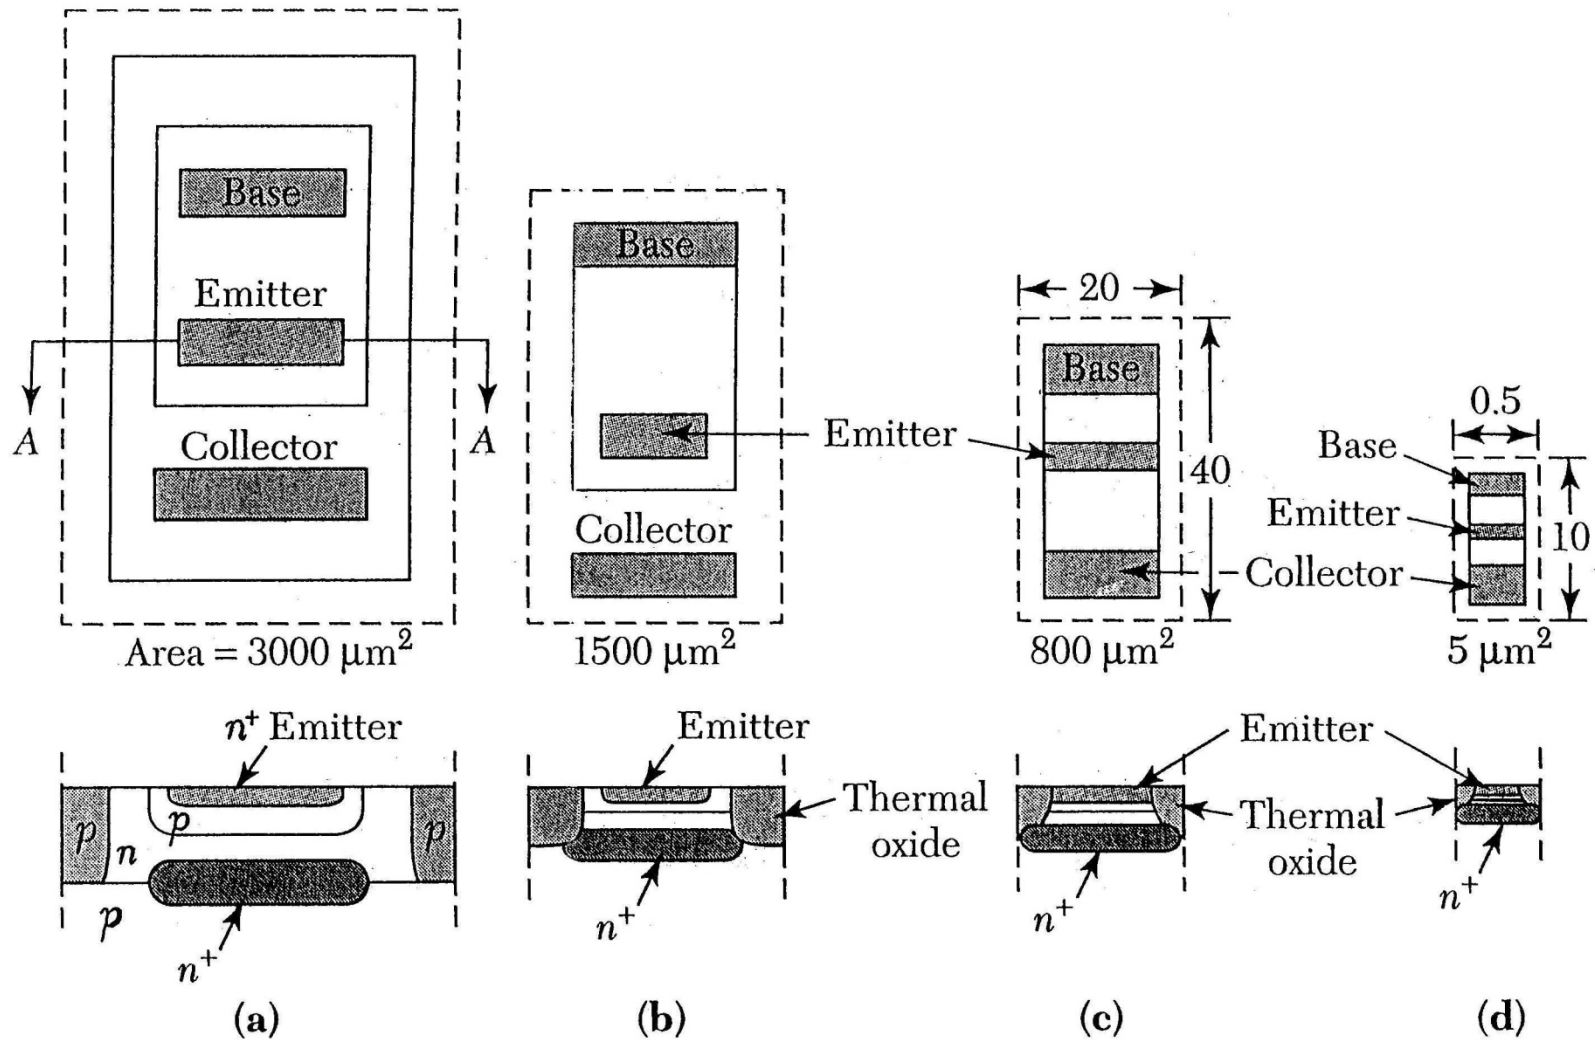 Base
Emitter
A
A
Collector
Area = 3000 μm²
Base
Emitter
Collector
1500 μm²
20
Base
40
Collector
800 μm²
0.5
Base
Emitter
10
5 μm²
n⁺ Emitter
p
p
n
p
p
n⁺
Emitter
Thermal
oxide
n⁺
Emitter
Thermal
oxide
n⁺
n⁺
(a)
(b)
(c)
(d)